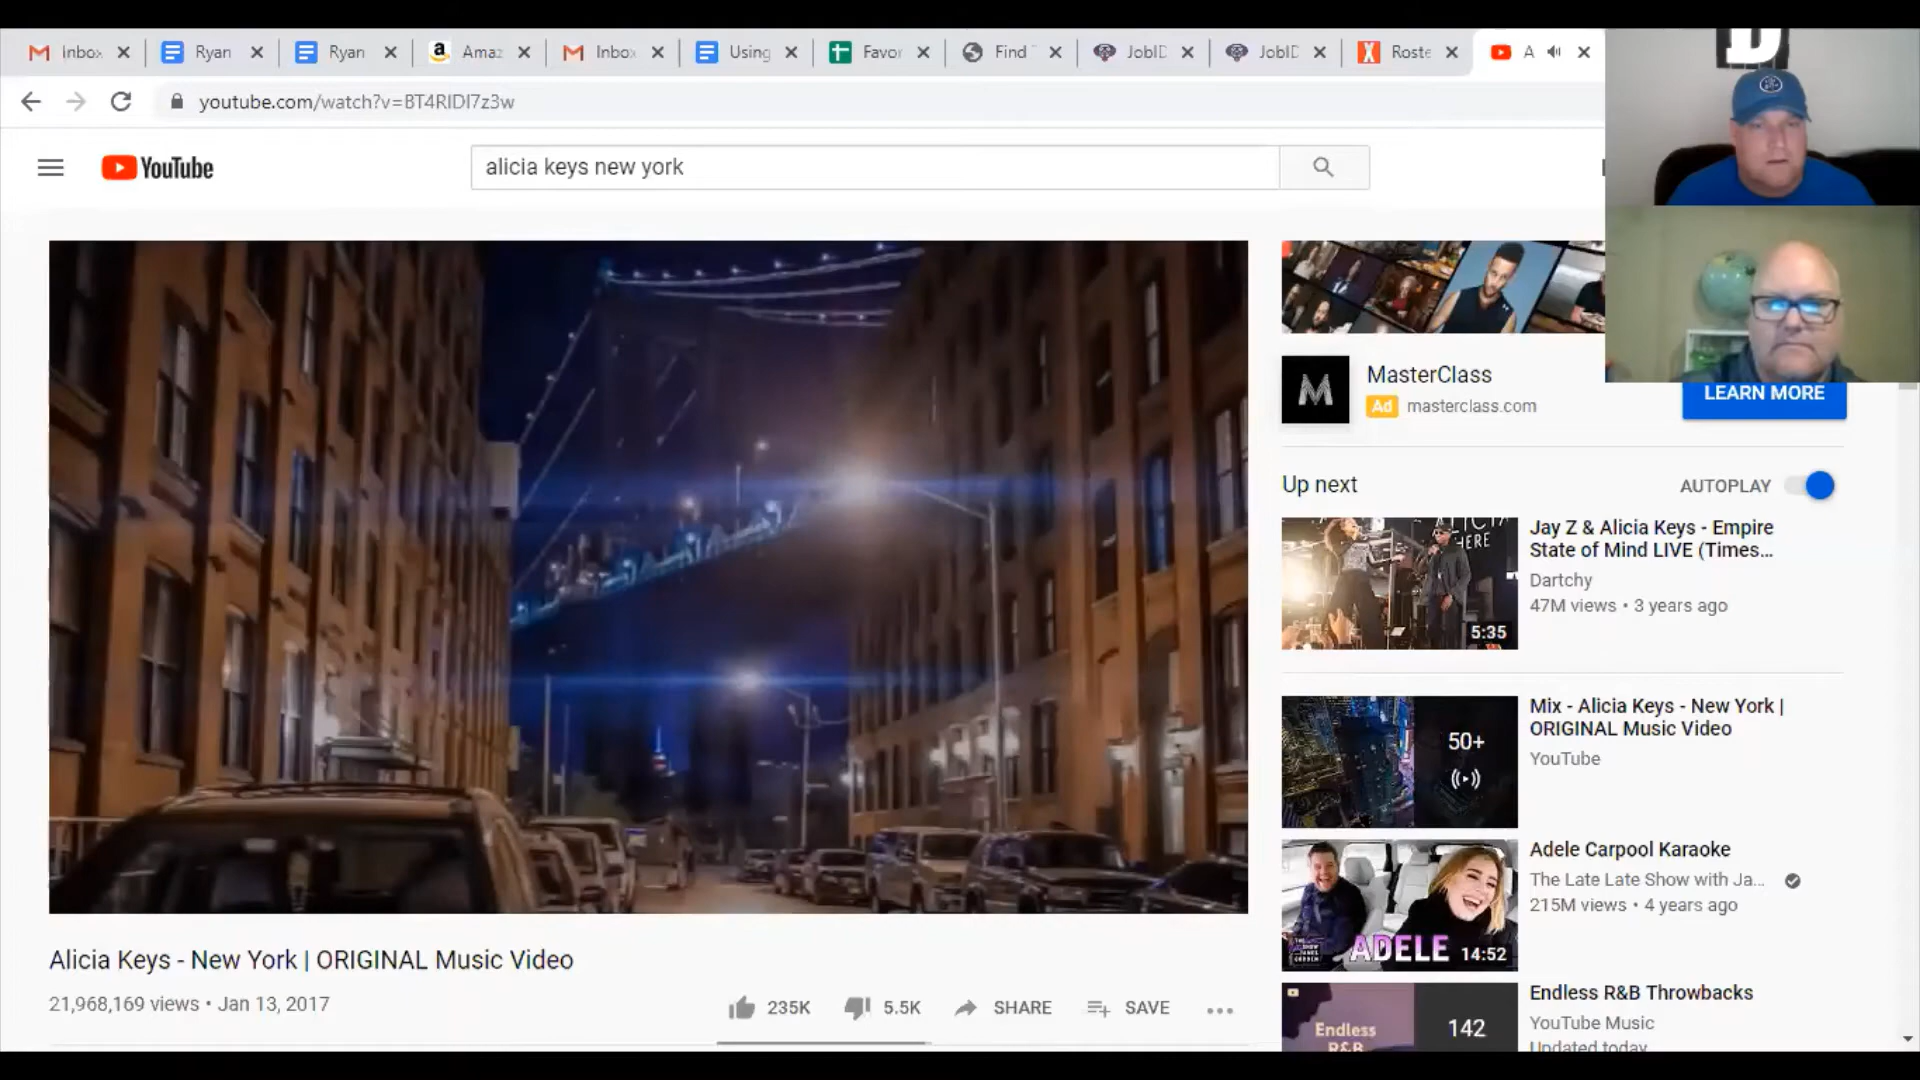 Inbox
Ryan
Ryan
Amaz
Inbox
Using
Favor
Find
JobID
JobID
Roste
A
youtube.com/watch?v=BT4RIDI7z3w
YouTube
alicia keys new york
D
M
MasterClass
Ad masterclass.com
LEARN MORE
Up next
AUTOPLAY
HERE
5:35
Jay Z & Alicia Keys - Empire
State of Mind LIVE (Times...
Dartchy
47M views • 3 years ago
50+
Mix - Alicia Keys - New York |
ORIGINAL Music Video
YouTube
ADELE
14:52
Adele Carpool Karaoke
The Late Late Show with Ja...
215M views • 4 years ago
Endless
R&B
142
Endless R&B Throwbacks
YouTube Music
Updated today
Alicia Keys - New York | ORIGINAL Music Video
21,968,169 views • Jan 13, 2017
235K
5.5K
SHARE
SAVE